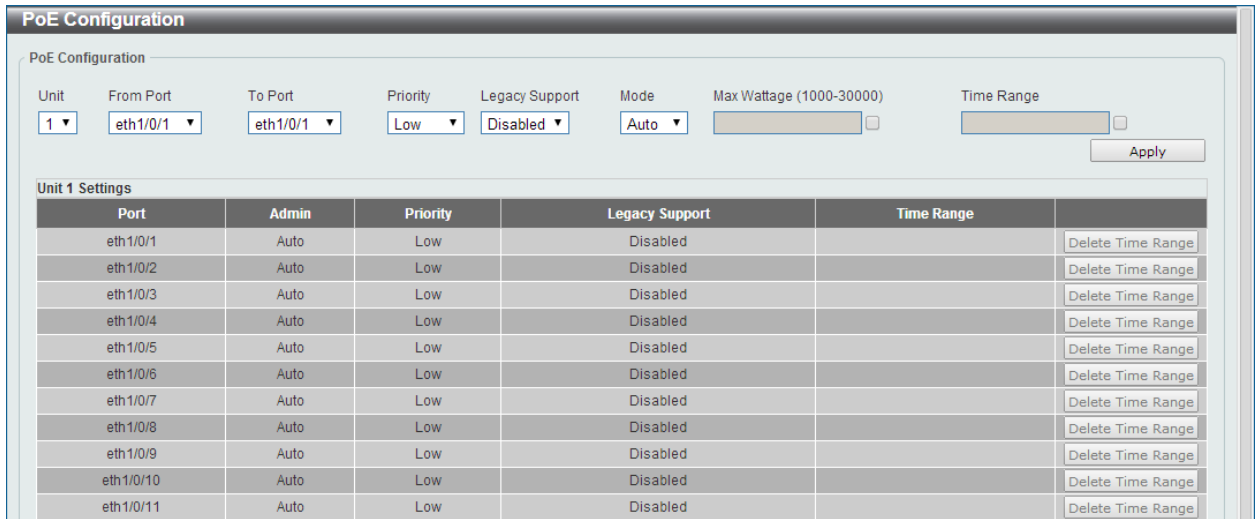 PoE Configuration
PoE Configuration
Unit From Port To Port Priority Legacy Support Mode Max Wattage (1000-30000) Time Range
1 eth1/0/1 eth1/0/1 Low Disabled Auto
Apply
Unit 1 Settings
Port Admin Priority Legacy Support Time Range
eth1/0/1 Auto Low Disabled Delete Time Range
eth1/0/2 Auto Low Disabled Delete Time Range
eth1/0/3 Auto Low Disabled Delete Time Range
eth1/0/4 Auto Low Disabled Delete Time Range
eth1/0/5 Auto Low Disabled Delete Time Range
eth1/0/6 Auto Low Disabled Delete Time Range
eth1/0/7 Auto Low Disabled Delete Time Range
eth1/0/8 Auto Low Disabled Delete Time Range
eth1/0/9 Auto Low Disabled Delete Time Range
eth1/0/10 Auto Low Disabled Delete Time Range
eth1/0/11 Auto Low Disabled Delete Time Range